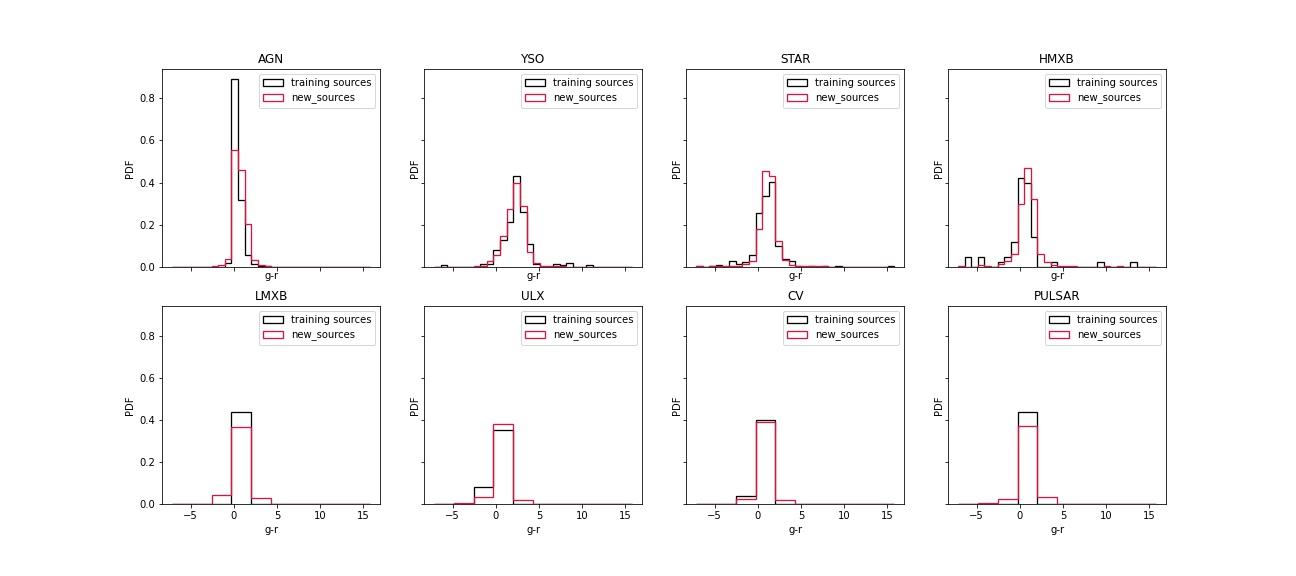 AGN
YSO
STAR
HMXB
training sources
new_sources
training sources
new_sources
training sources
new_sources
training sources
new_sources
PDF
0.8
0.6
0.4
0.2
0.0
PDF
PDF
PDF
g-r
g-r
g-r
g-r
LMXB
ULX
CV
PULSAR
training sources
new_sources
training sources
new_sources
training sources
new_sources
training sources
new_sources
PDF
0.8
0.6
0.4
0.2
0.0
PDF
PDF
PDF
−5 0 5 10 15
−5 0 5 10 15
−5 0 5 10 15
−5 0 5 10 15
g-r
g-r
g-r
g-r